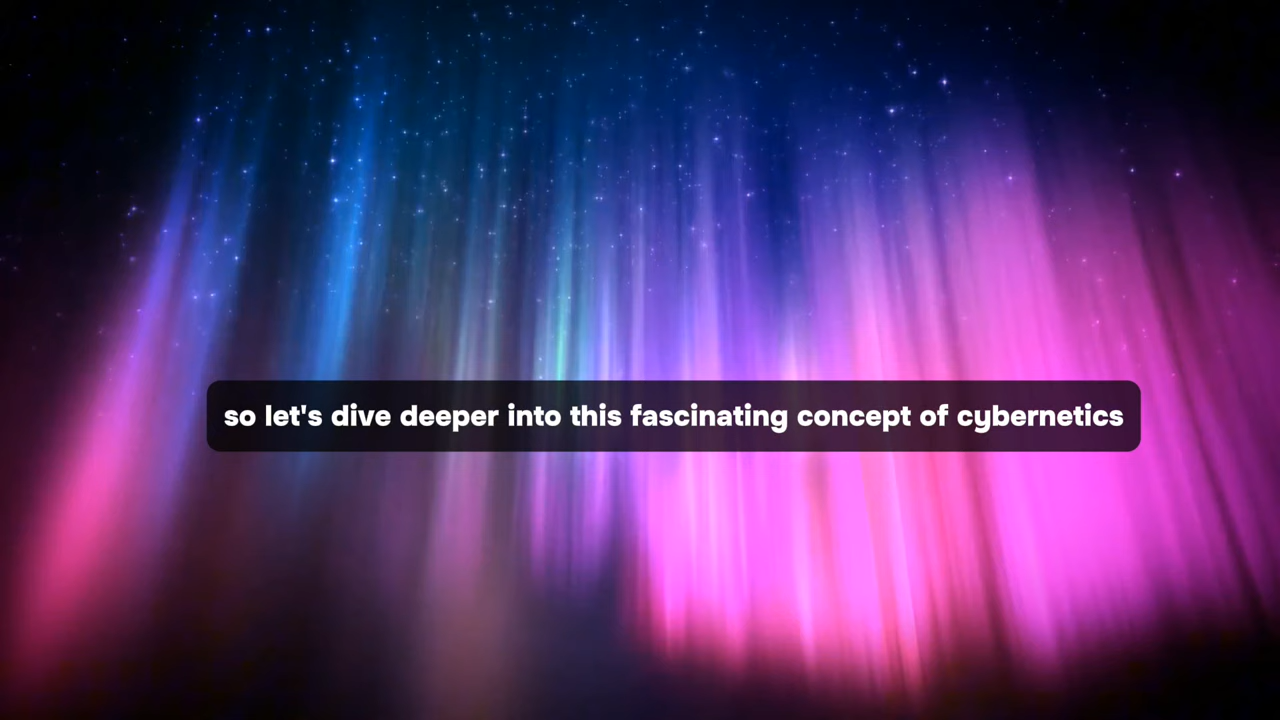 so let's dive deeper into this fascinating concept of cybernetics